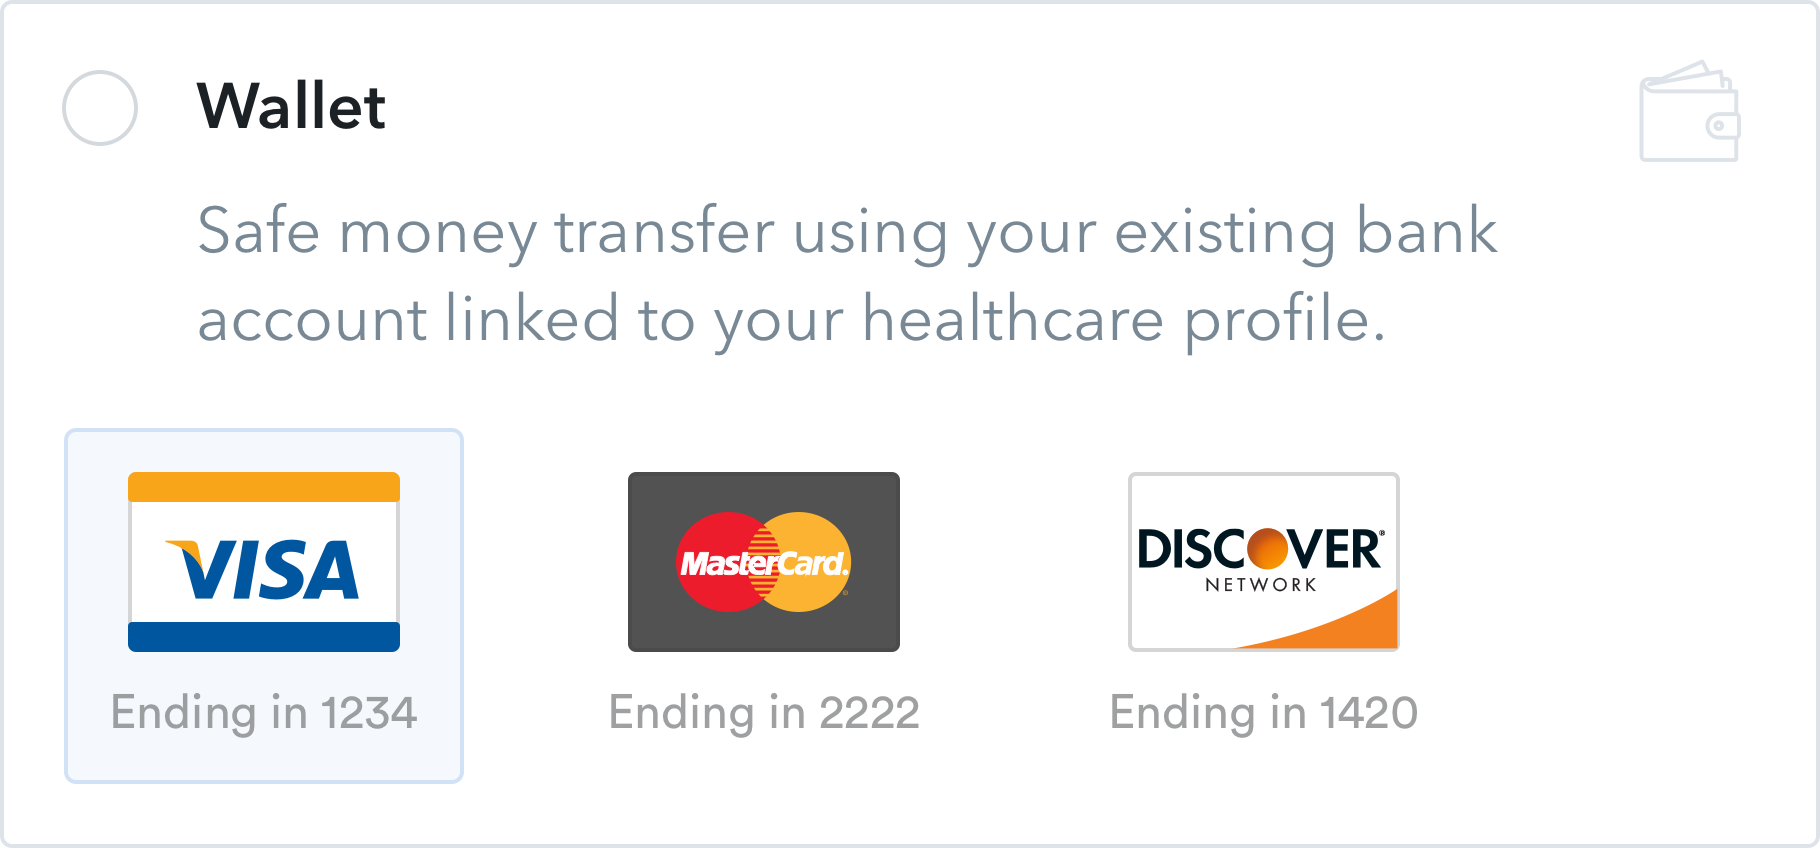 Wallet
Safe money transfer using your existing bank
account linked to your healthcare profile.
VISA
MasterCard.
DISCOVER®
NETWORK
Ending in 1234
Ending in 2222
Ending in 1420